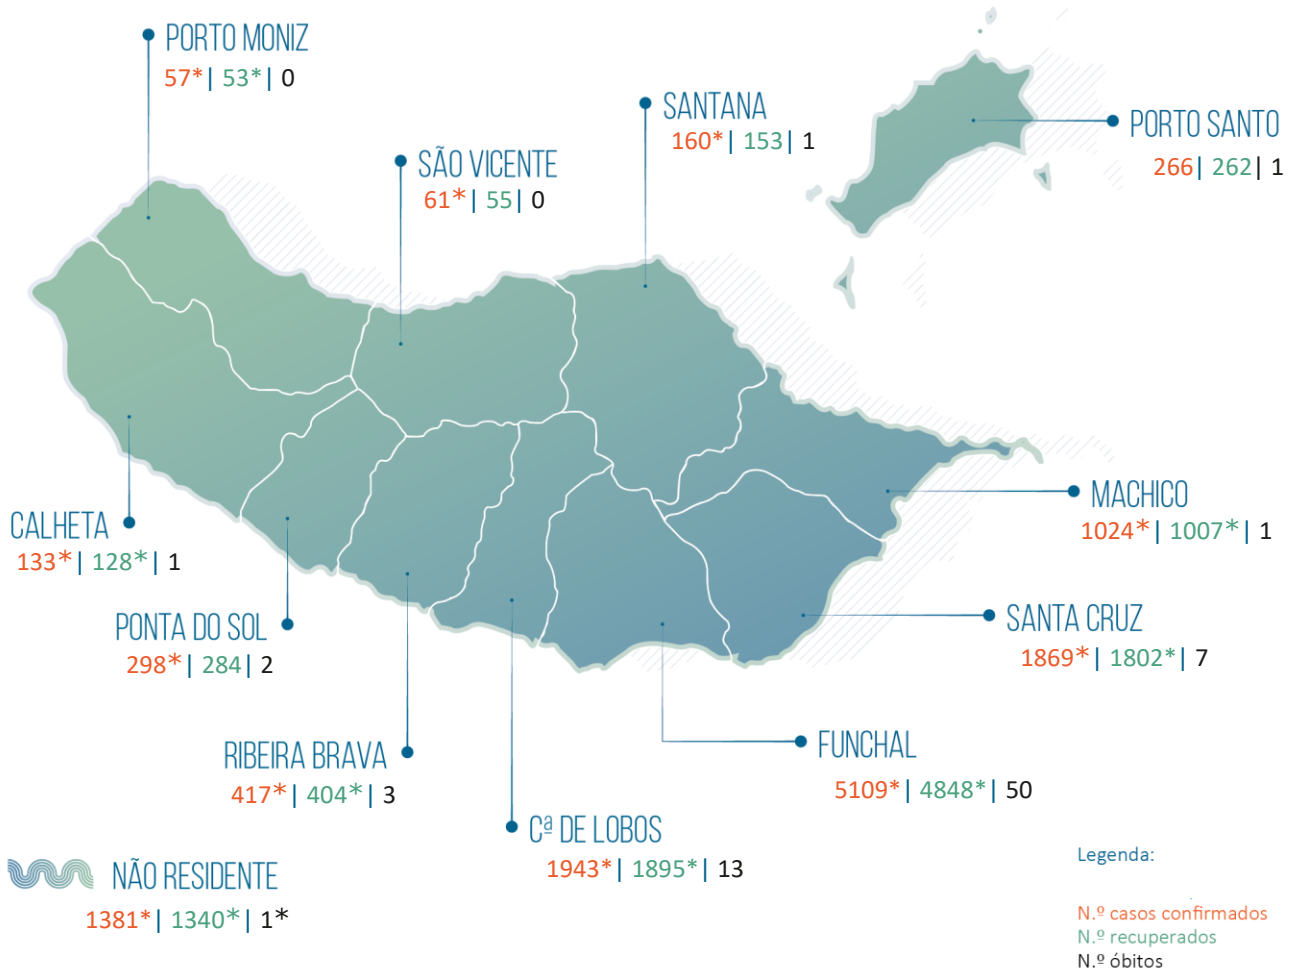 PORTO MONIZ
57*| 53*| 0
SANTANA
160*| 153| 1
PORTO SANTO
266| 262| 1
SÃO VICENTE
61*| 55| 0
MACHICO
1024*| 1007*| 1
CALHETA
133*| 128*| 1
SANTA CRUZ
1869*| 1802*| 7
PONTA DO SOL
298*| 284| 2
FUNCHAL
5109*| 4848*| 50
RIBEIRA BRAVA
417*| 404*| 3
Cª DE LOBOS
1943*| 1895*| 13
NÃO RESIDENTE
1381*| 1340*| 1*
Legenda:
N.º casos confirmados
N.º recuperados
N.º óbitos